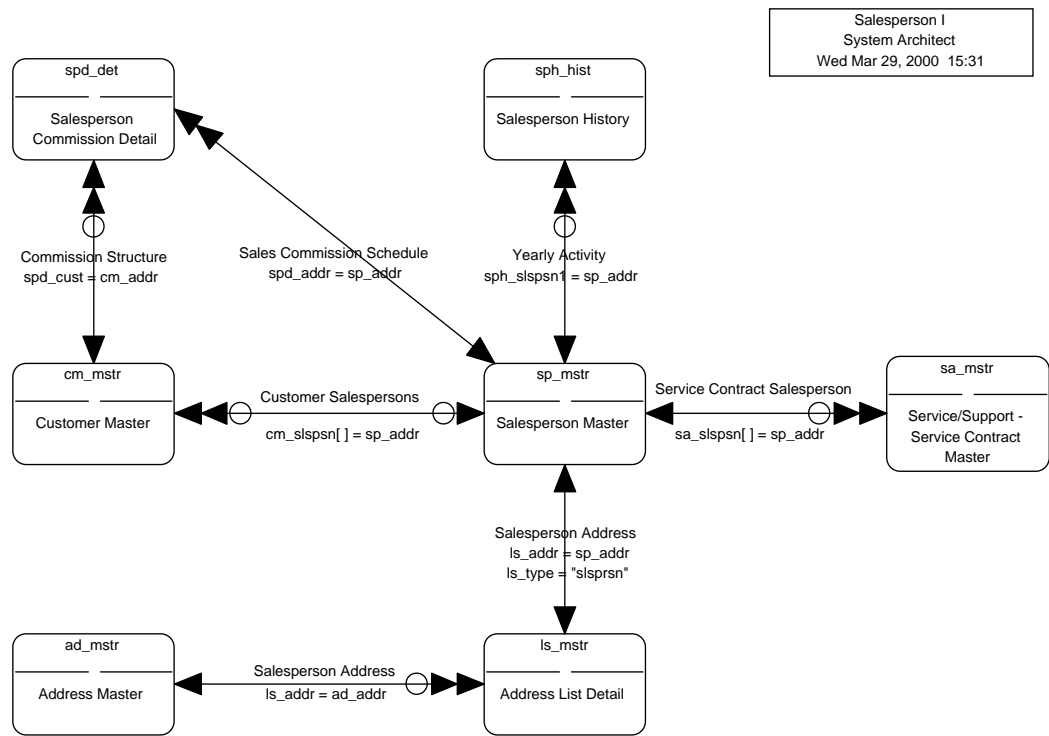 Salesperson I
System Architect
Wed Mar 29, 2000 15:31
spd_det
Salesperson
Commission Detail
sph_hist
Salesperson History
Commission Structure
spd_cust = cm_addr
Sales Commission Schedule
spd_addr = sp_addr
Yearly Activity
sph_slspsn1 = sp_addr
cm_mstr
Customer Master
Customer Salespersons
cm_slspsn[ ] = sp_addr
sp_mstr
Salesperson Master
Service Contract Salesperson
sa_slspsn[ ] = sp_addr
sa_mstr
Service/Support -
Service Contract
Master
Salesperson Address
ls_addr = sp_addr
ls_type = "slsprsn"
ad_mstr
Address Master
Salesperson Address
ls_addr = ad_addr
ls_mstr
Address List Detail